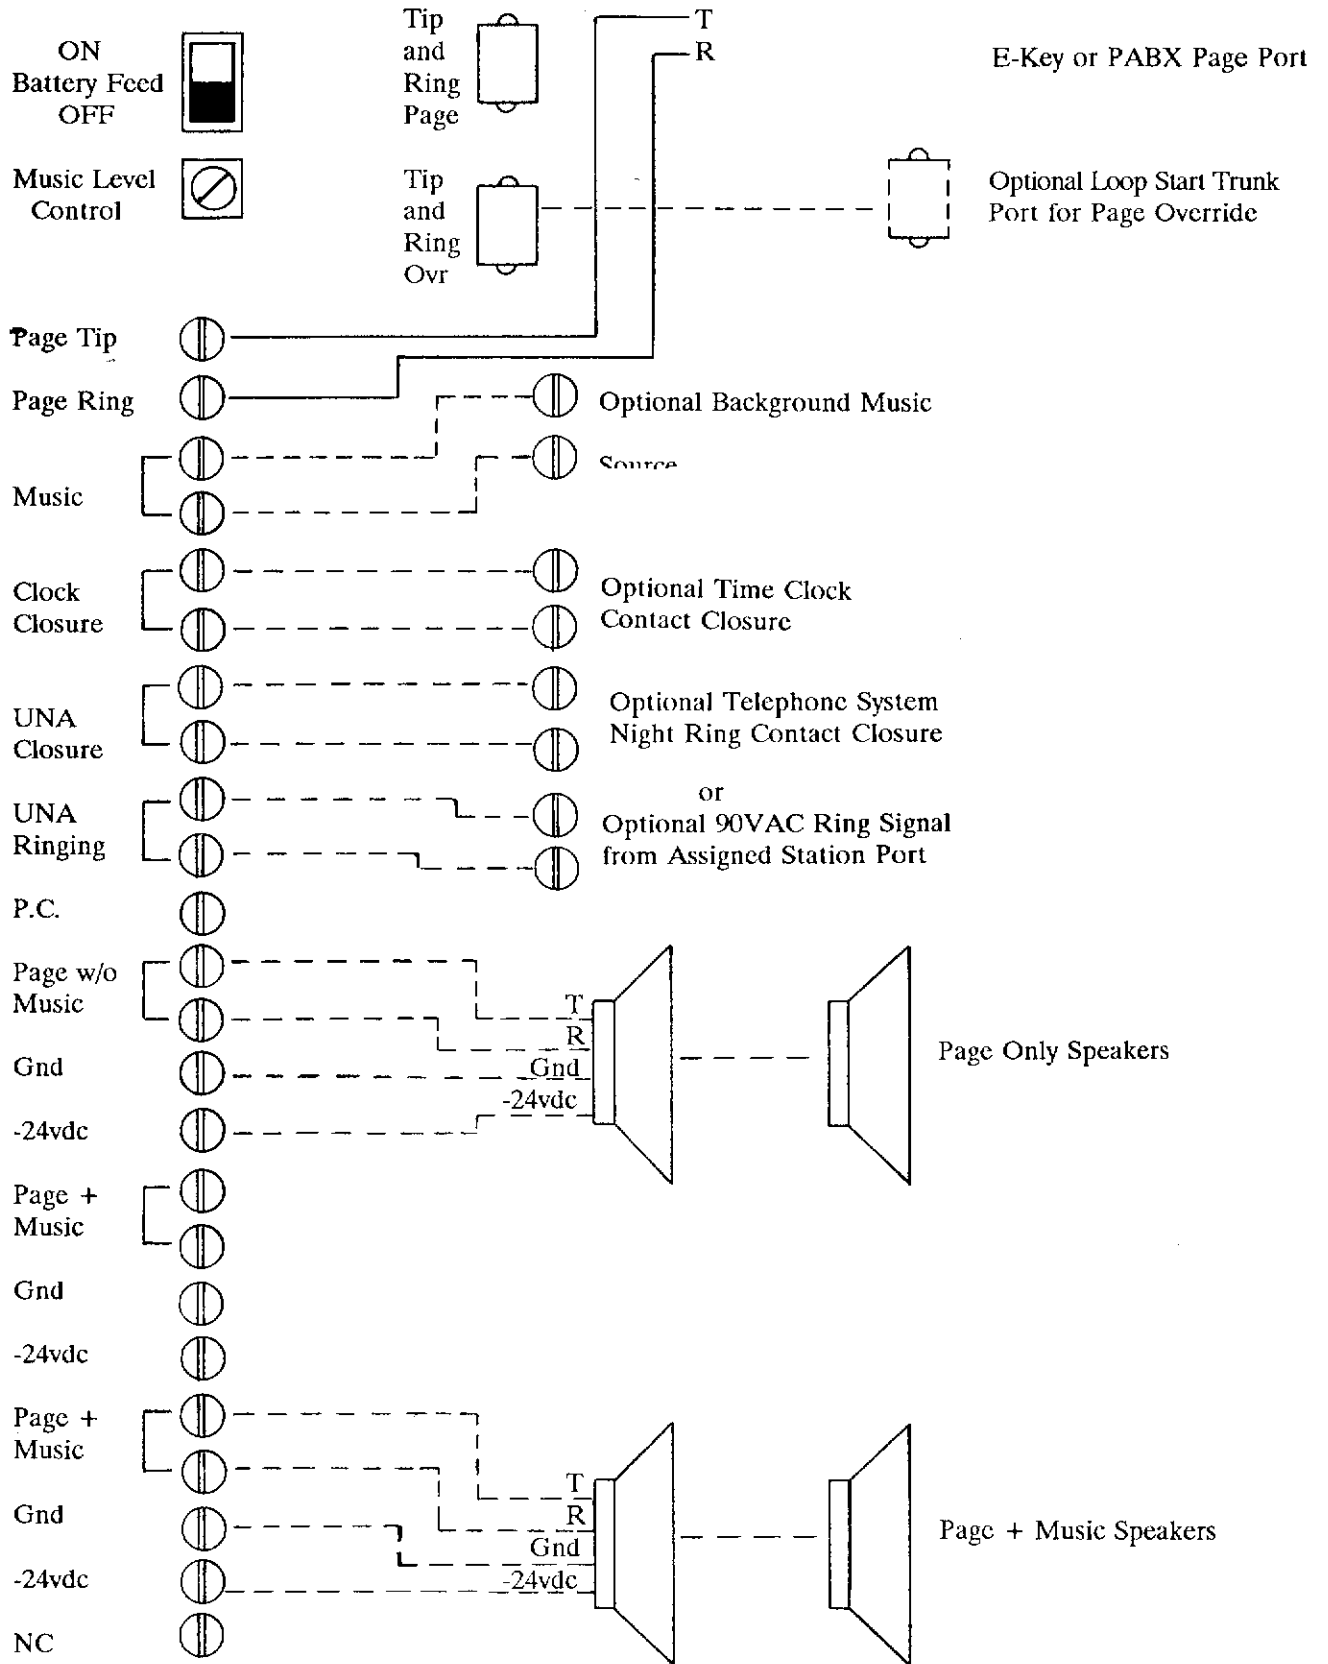 ON
Battery Feed
OFF
Tip
and
Ring
Page
T
R
E-Key or PABX Page Port
Music Level
Control
Tip
and
Ring
Ovr
Optional Loop Start Trunk
Port for Page Override
Page Tip
Page Ring
Optional Background Music
Source
Music
Clock
Closure
Optional Time Clock
Contact Closure
UNA
Closure
Optional Telephone System
Night Ring Contact Closure
UNA
Ringing
or
Optional 90VAC Ring Signal
from Assigned Station Port
P.C.
Page w/o
Music
T
R
Gnd
-24vdc
Page Only Speakers
Gnd
-24vdc
Page +
Music
Gnd
-24vdc
Page +
Music
T
R
Gnd
-24vdc
Page + Music Speakers
Gnd
-24vdc
NC